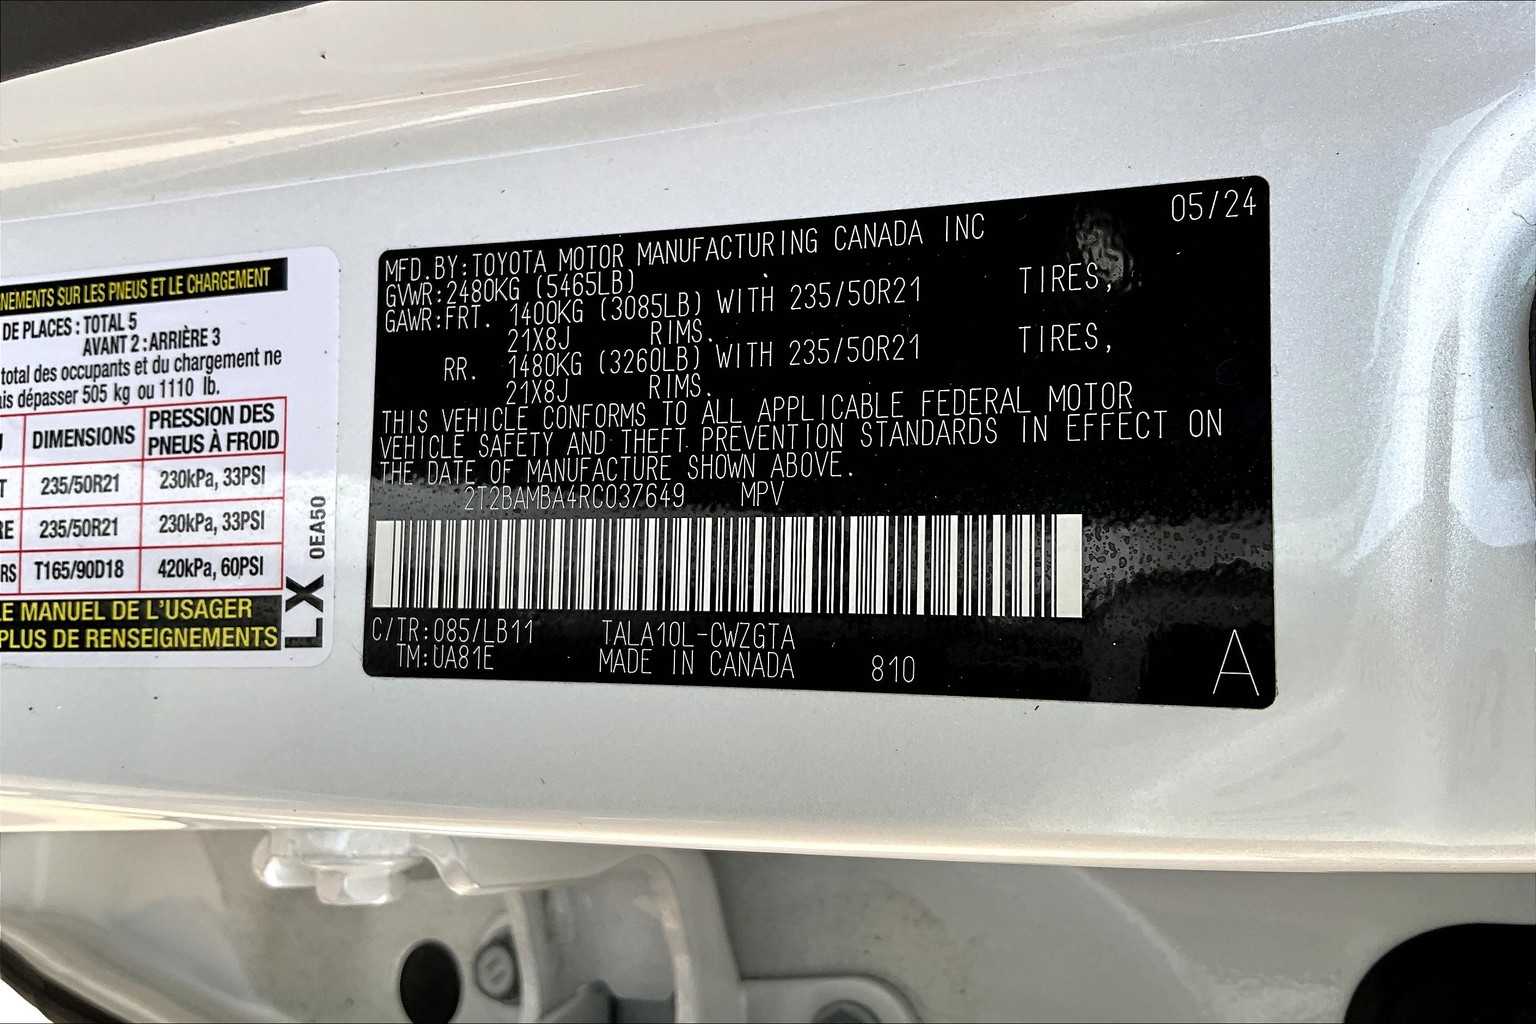 NEMENTS SUR LES PNEUS ET LE CHARGEMENT
DE PLACES : TOTAL 5
AVANT 2 : ARRIÈRE 3
total des occupants et du chargement ne
ais dépasser 505 kg ou 1110 lb.
DIMENSIONS
PRESSION DES
PNEUS À FROID
T 235/50R21 230kPa, 33PSI
RE 235/50R21 230kPa, 33PSI
RS T165/90D18 420kPa, 60PSI
LE MANUEL DE L'USAGER
PLUS DE RENSEIGNEMENTS
LX 0EA50
05/24
MFD.BY:TOYOTA MOTOR MANUFACTURING CANADA INC
GVWR:2480KG (5465LB)
GAWR:FRT. 1400KG (3085LB) WITH 235/50R21 TIRES,
21X8J RIMS.
RR. 1480KG (3260LB) WITH 235/50R21 TIRES,
21X8J RIMS.
THIS VEHICLE CONFORMS TO ALL APPLICABLE FEDERAL MOTOR
VEHICLE SAFETY AND THEFT PREVENTION STANDARDS IN EFFECT ON
THE DATE OF MANUFACTURE SHOWN ABOVE.
2T2BAMBA4RC037649 MPV
C/TR:085/LB11 TALA10L-CWZGTA
TM:UA81E MADE IN CANADA 810
A